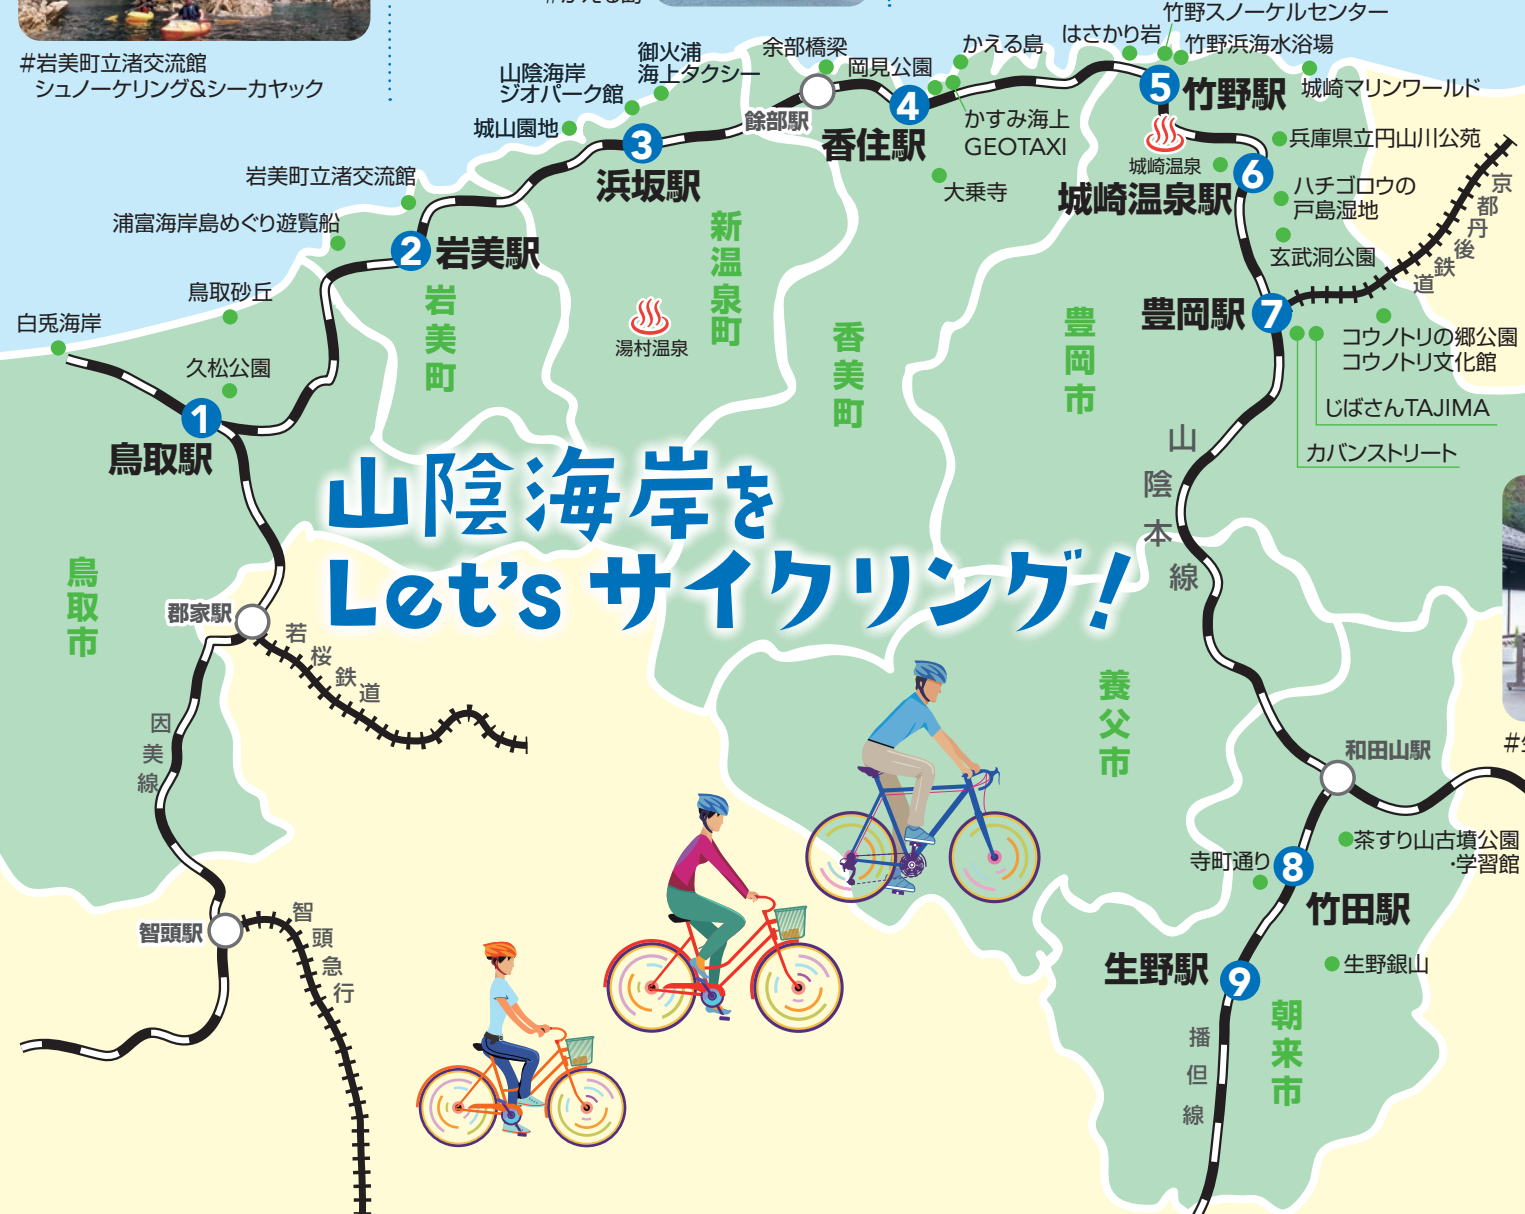 #岩美町立渚交流館
シュノーケリング&シーカヤック
竹野スノーケルセンター
はさかり岩
竹野浜海水浴場
城崎マリンワールド
かえる島
余部橋梁
岡見公園
御火浦
海上タクシー
山陰海岸
ジオパーク館
城山園地
5 竹野駅
餘部駅
4
香住駅
かすみ海上
GEOTAXI
3
浜坂駅
兵庫県立円山川公苑
城崎温泉
6
城崎温泉駅
ハチゴロウの
戸島湿地
大乗寺
岩美町立渚交流館
浦富海岸島めぐり遊覧船
2 岩美駅
玄武洞公園
京都丹後鉄道
鳥取砂丘
白兎海岸
岩美町
新温泉町
湯村温泉
香美町
豊岡市
豊岡駅 7
コウノトリの郷公園
コウノトリ文化館
じばさんTAJIMA
カバンストリート
久松公園
1
鳥取駅
山陰本線
山陰海岸を
Let'sサイクリング!
鳥取市
郡家駅
若桜鉄道
因美線
養父市
和田山駅
茶すり山古墳公園
・学習館
寺町通り
8
竹田駅
智頭駅
智頭急行
生野駅 9
生野銀山
朝来市
播但線